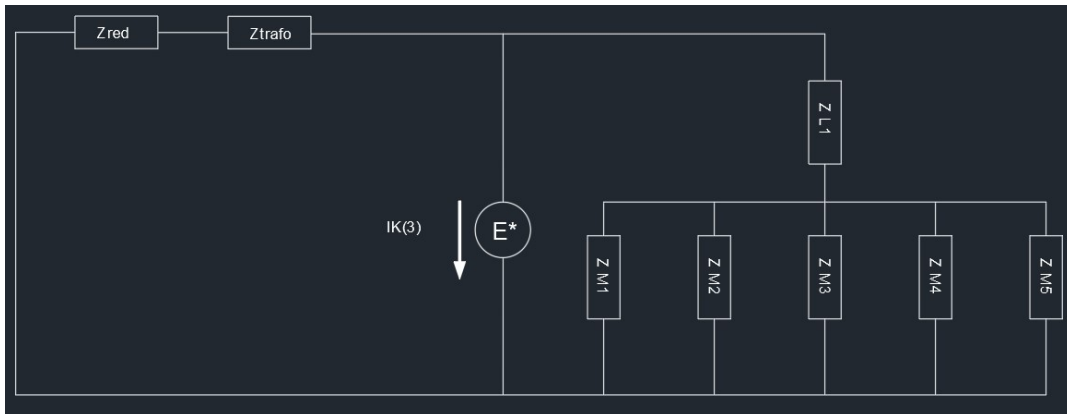 Zred
Ztrafo
Z L1
IK(3)
E*
Z M1
Z M2
Z M3
Z M4
Z M5